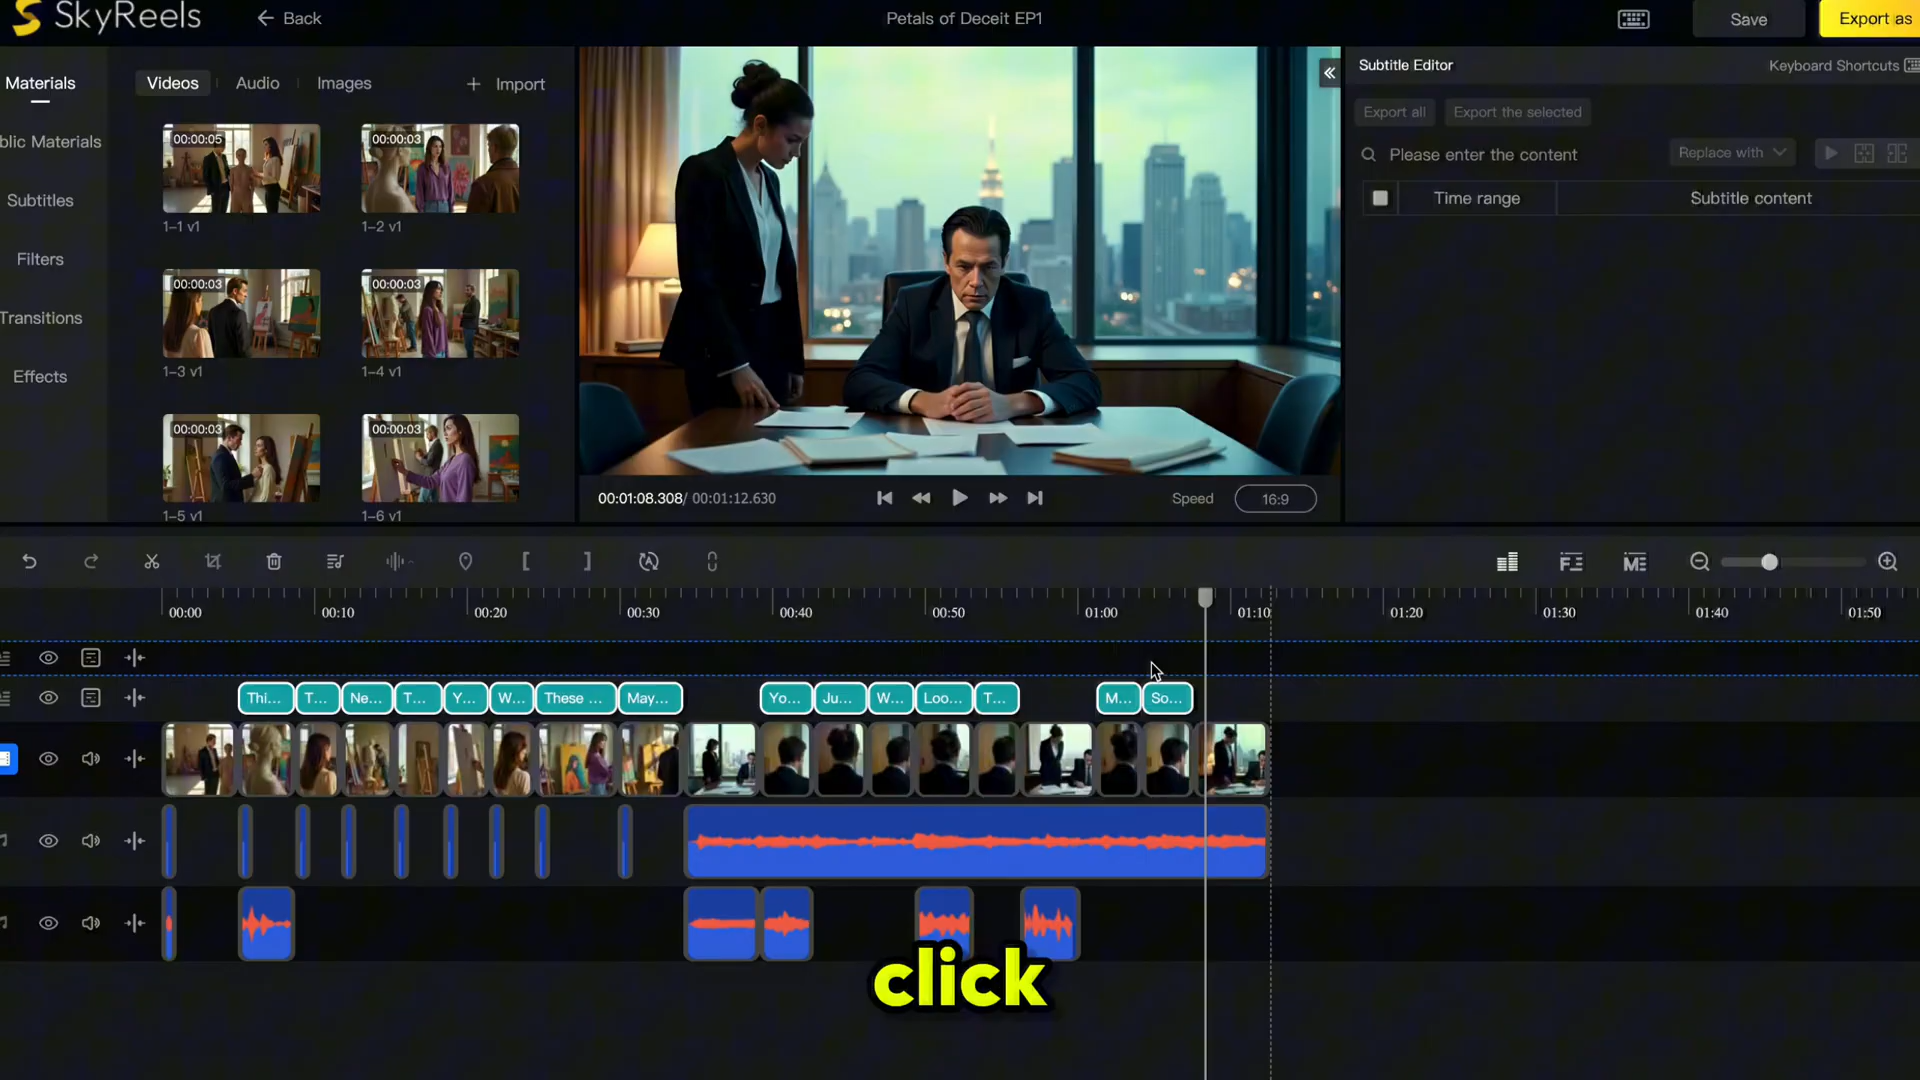 SkyReels
Back
Petals of Deceit EP1
Save
Export as
Materials
Videos
Audio
Images
Import
Subtitle Editor
Keyboard Shortcuts
Export all
Export the selected
blic Materials
Please enter the content
Replace with
Subtitles
Time range
Subtitle content
Filters
Transitions
Effects
00:00:05
1-1 v1
00:00:03
1-2 v1
00:00:03
1-3 v1
00:00:03
1-4 v1
00:00:03
1-5 v1
00:00:03
1-6 v1
00:01:08.308/ 00:01:12.630
Speed
16:9
00:00
00:10
00:20
00:30
00:40
00:50
01:00
01:10
01:20
01:30
01:40
01:50
Thi...
T...
Ne...
T...
Y...
W...
These ...
May...
Yo...
Ju...
W...
Loo...
T...
M...
So...
click